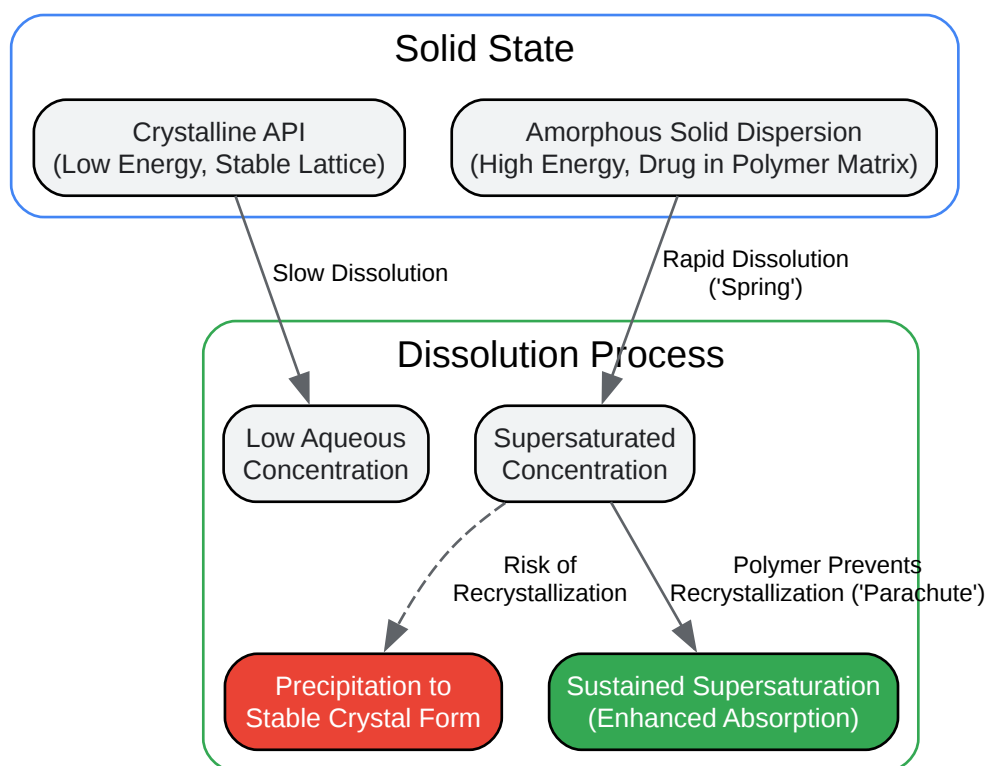 Solid State
Crystalline API
(Low Energy, Stable Lattice)
Amorphous Solid Dispersion
(High Energy, Drug in Polymer Matrix)
Slow Dissolution
Rapid Dissolution
('Spring')
Dissolution Process
Low Aqueous
Concentration
Supersaturated
Concentration
Risk of
Recrystallization
Polymer Prevents
Recrystallization ('Parachute')
Precipitation to
Stable Crystal Form
Sustained Supersaturation
(Enhanced Absorption)